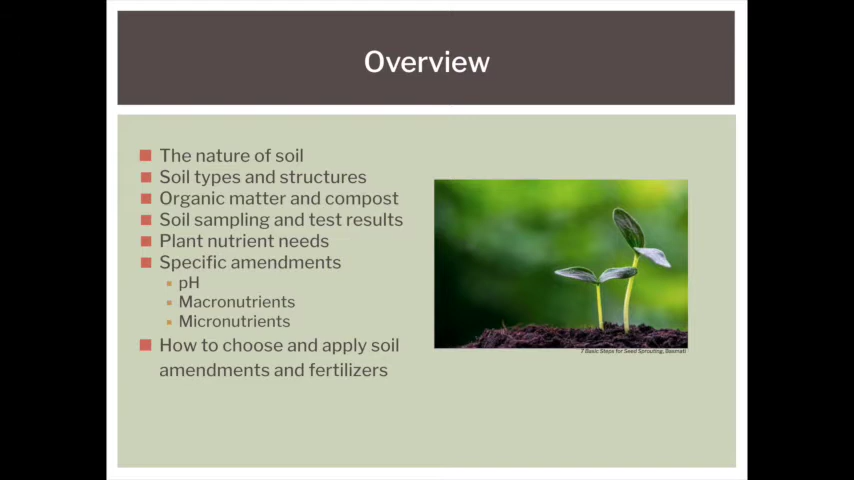 Overview
The nature of soil
Soil types and structures
Organic matter and compost
Soil sampling and test results
Plant nutrient needs
Specific amendments
pH
Macronutrients
Micronutrients
How to choose and apply soil
amendments and fertilizers
7 Basic Steps for Seed Sprouting, Basmati